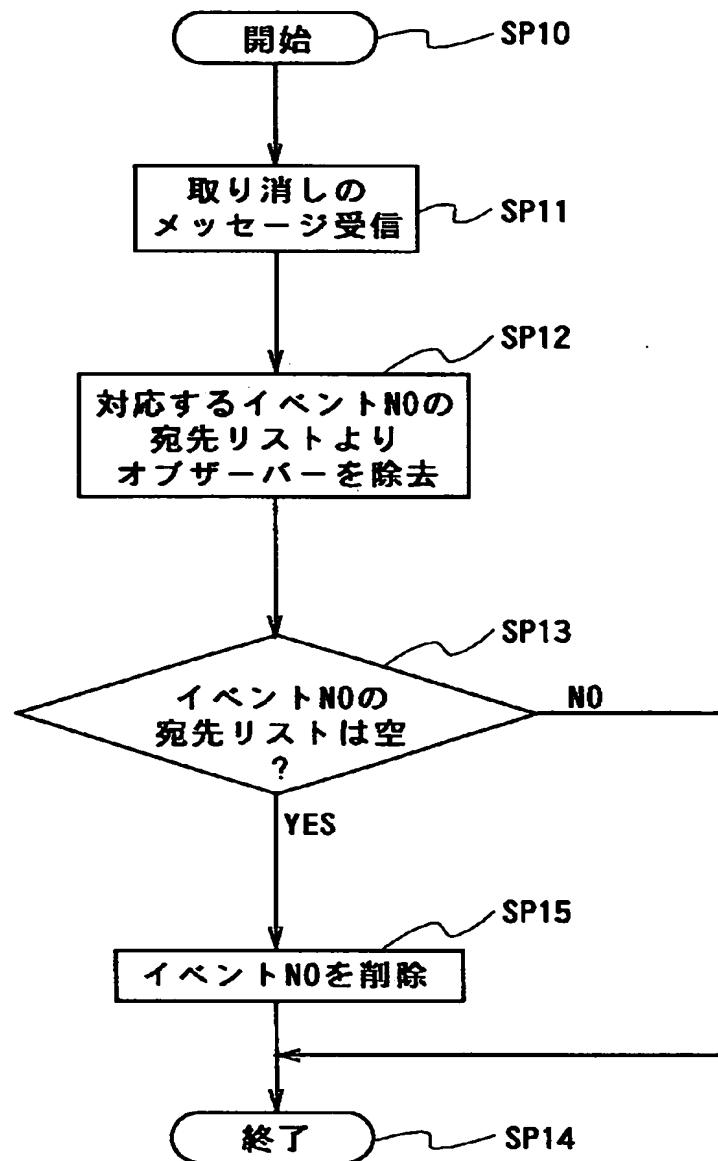 開始
SP10
取り消しの
メッセージ受信
SP11
SP12
対応するイベントNOの
宛先リストより
オブザーバーを除去
SP13
イベントNOの
宛先リストは空
?
NO
YES
SP15
イベントNOを削除
終了
SP14